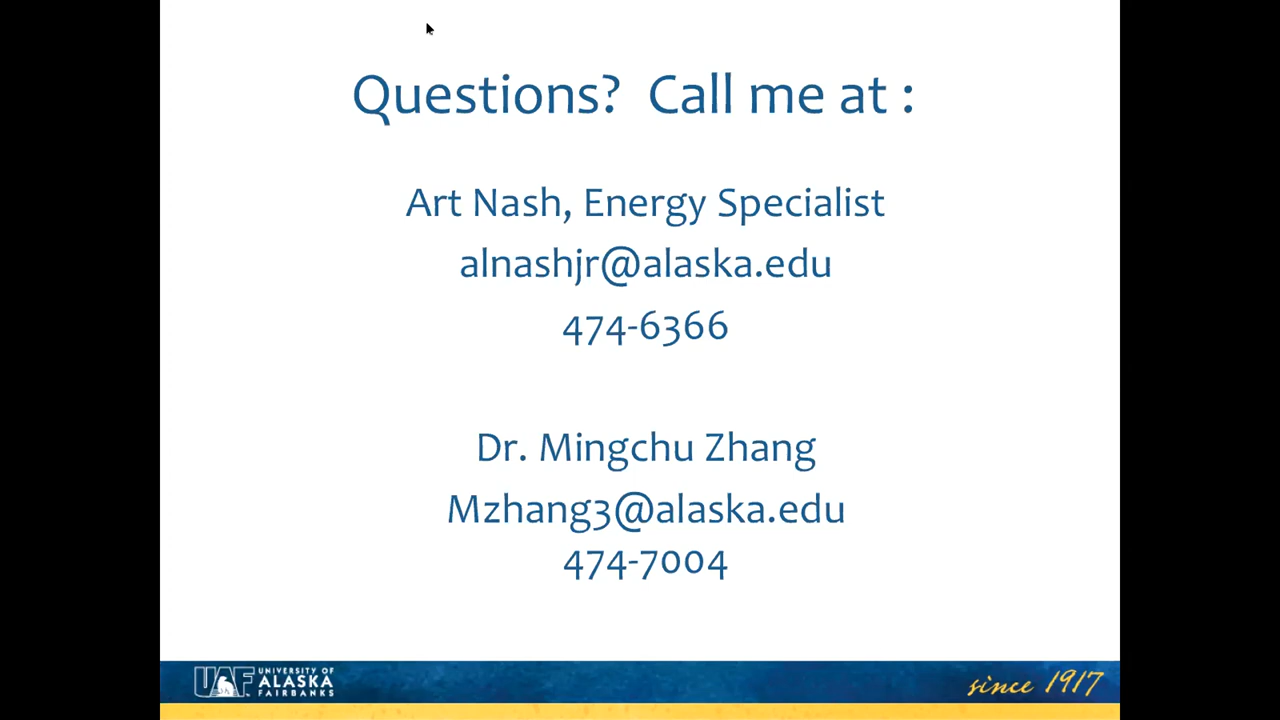 Questions? Call me at :
Art Nash, Energy Specialist
alnashjr@alaska.edu
474-6366
Dr. Mingchu Zhang
Mzhang3@alaska.edu
474-7004
UAF
UNIVERSITY OF
ALASKA
FAIRBANKS
since 1917